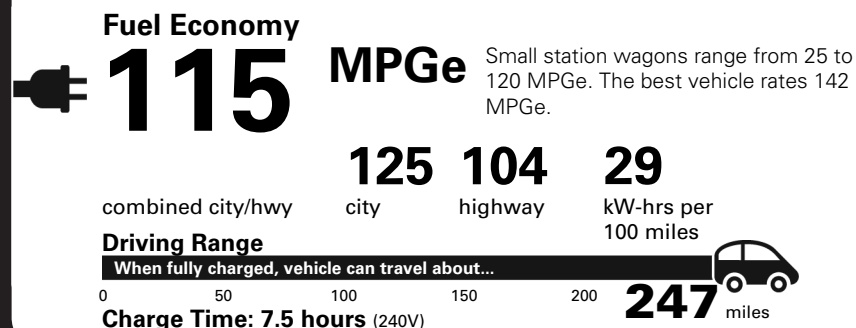 Fuel Economy
115 MPGe
Small station wagons range from 25 to
120 MPGe. The best vehicle rates 142
MPGe.
125 104 29
combined city/hwy city highway kW-hrs per
100 miles
Driving Range
When fully charged, vehicle can travel about...
0 50 100 150 200 247 miles
Charge Time: 7.5 hours (240V)